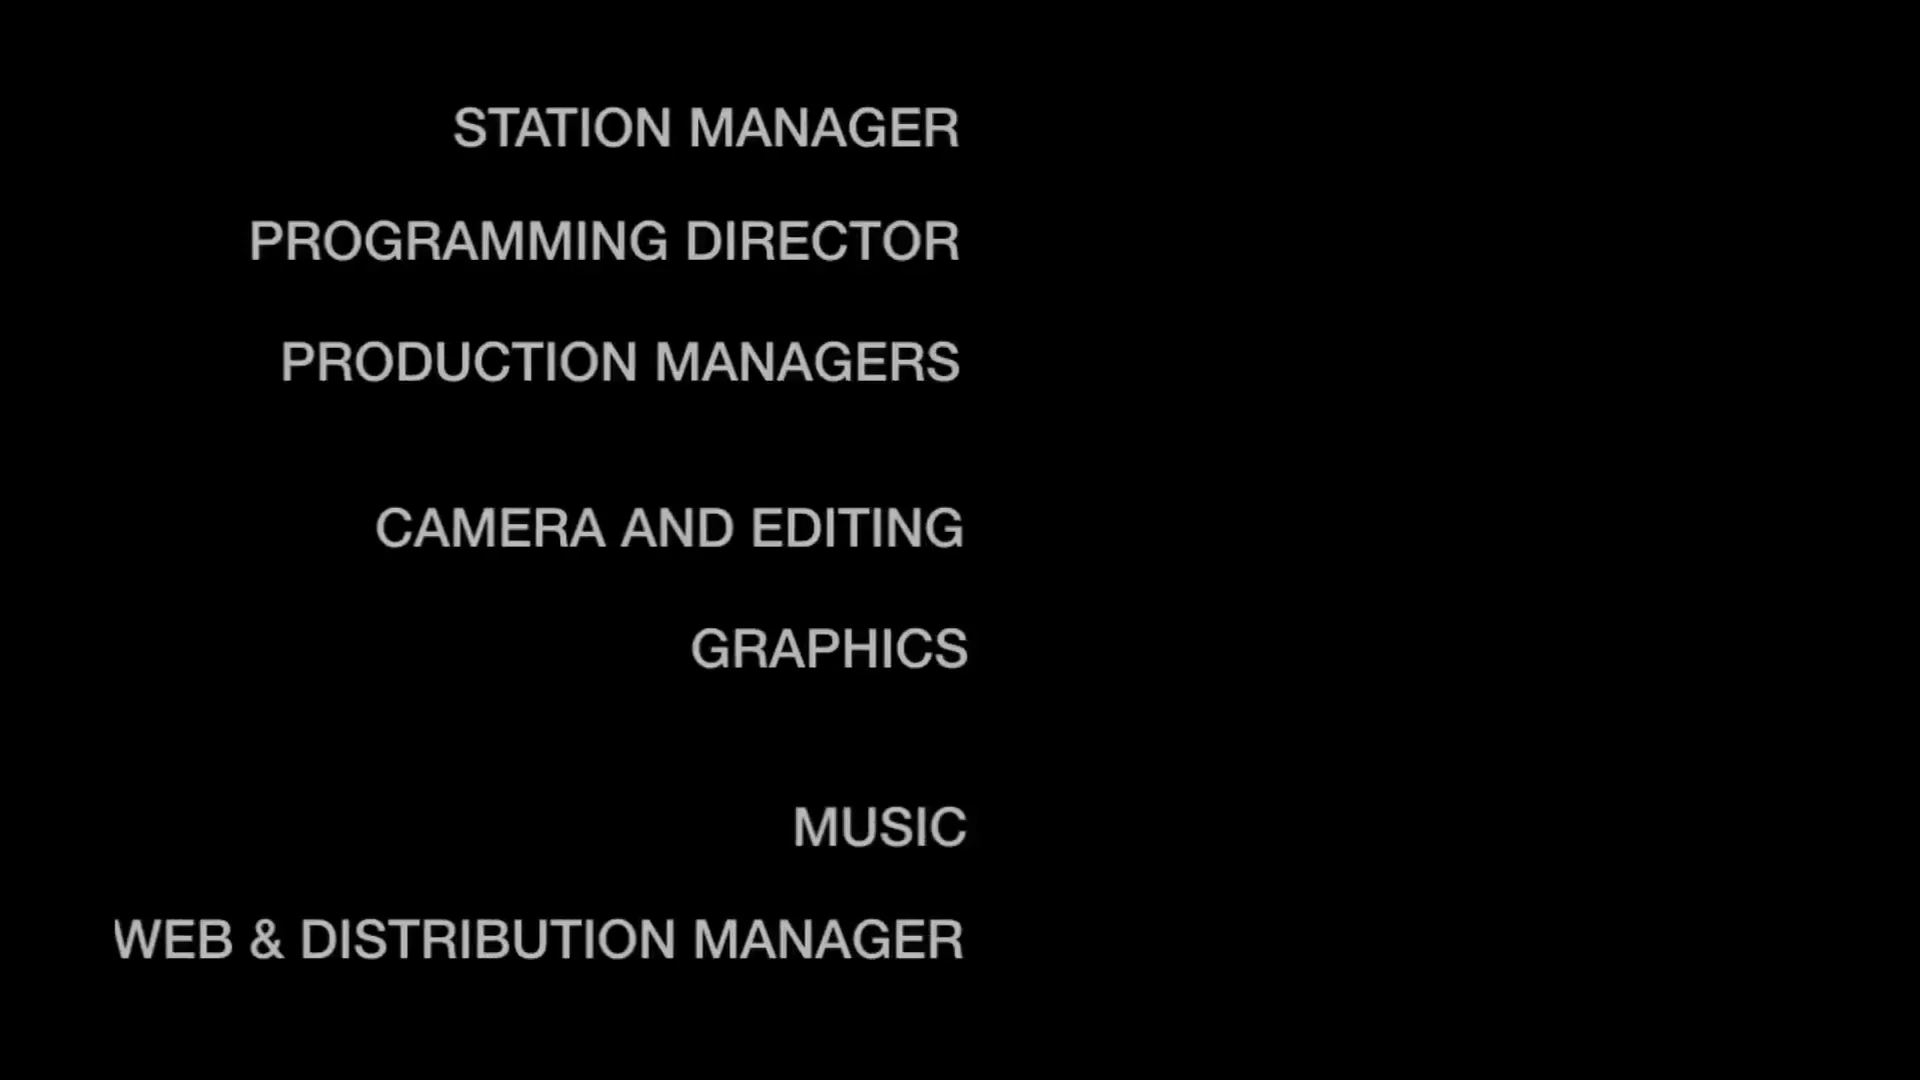 STATION MANAGER
PROGRAMMING DIRECTOR
PRODUCTION MANAGERS
CAMERA AND EDITING
GRAPHICS
MUSIC
WEB & DISTRIBUTION MANAGER